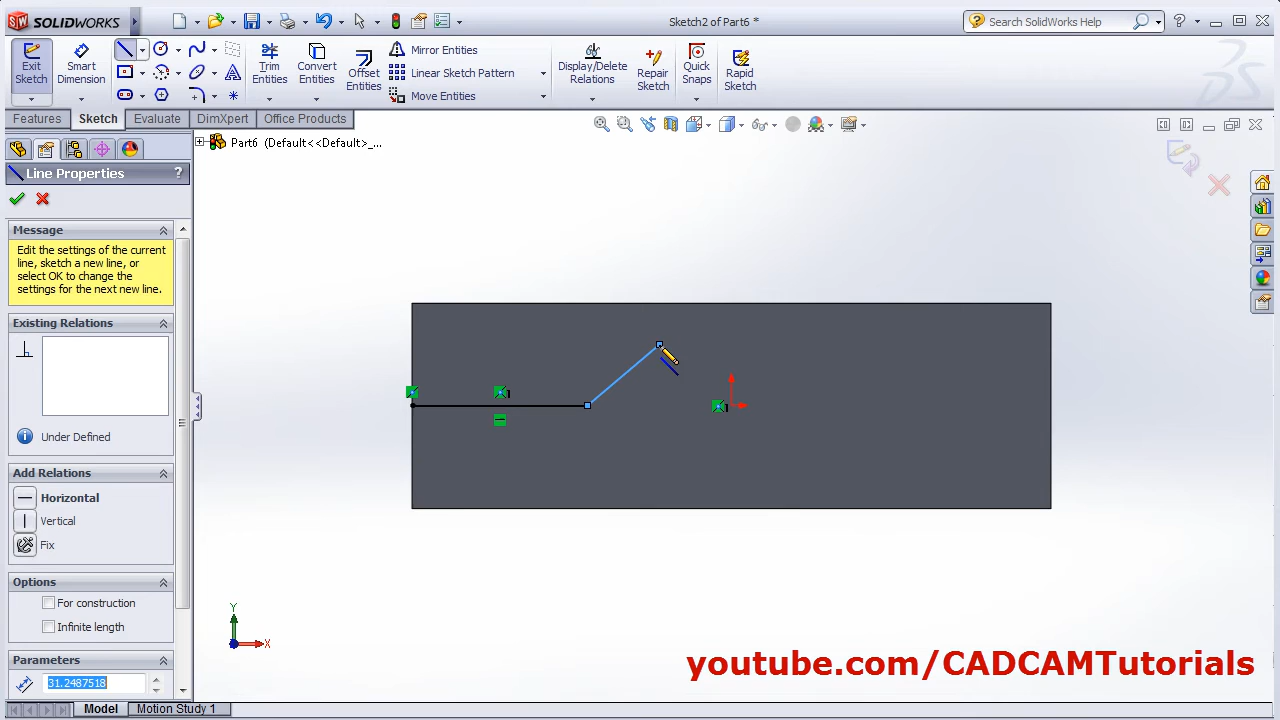 SOLIDWORKS
Sketch2 of Part6 *
Search SolidWorks Help
Exit Sketch
Smart Dimension
Trim Entities
Convert Entities
Offset Entities
Mirror Entities
Linear Sketch Pattern
Move Entities
Display/Delete Relations
Repair Sketch
Quick Snaps
Rapid Sketch
Features
Sketch
Evaluate
DimXpert
Office Products
Part6 (Default<<Default>_...
Line Properties
?
Message
Edit the settings of the current
line, sketch a new line, or
select OK to change the
settings for the next new line.
Existing Relations
Under Defined
Add Relations
Horizontal
Vertical
Fix
Options
For construction
Infinite length
Parameters
31.2487518
Y
X
youtube.com/CADCAMTutorials
Model
Motion Study 1